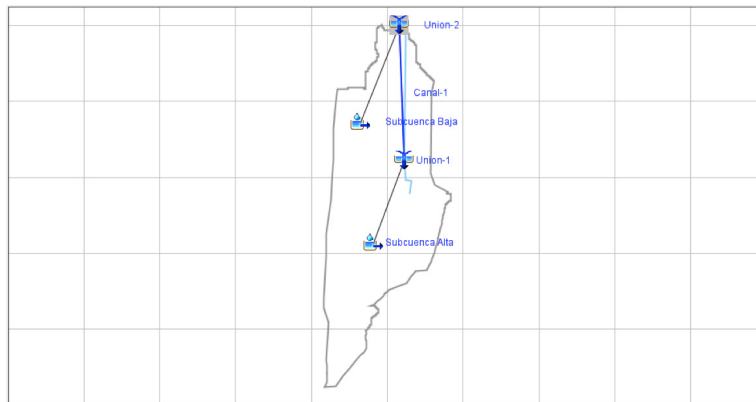 Union-2
Canal-1
Subcuenca Baja
Union-1
Subcuenca Alta